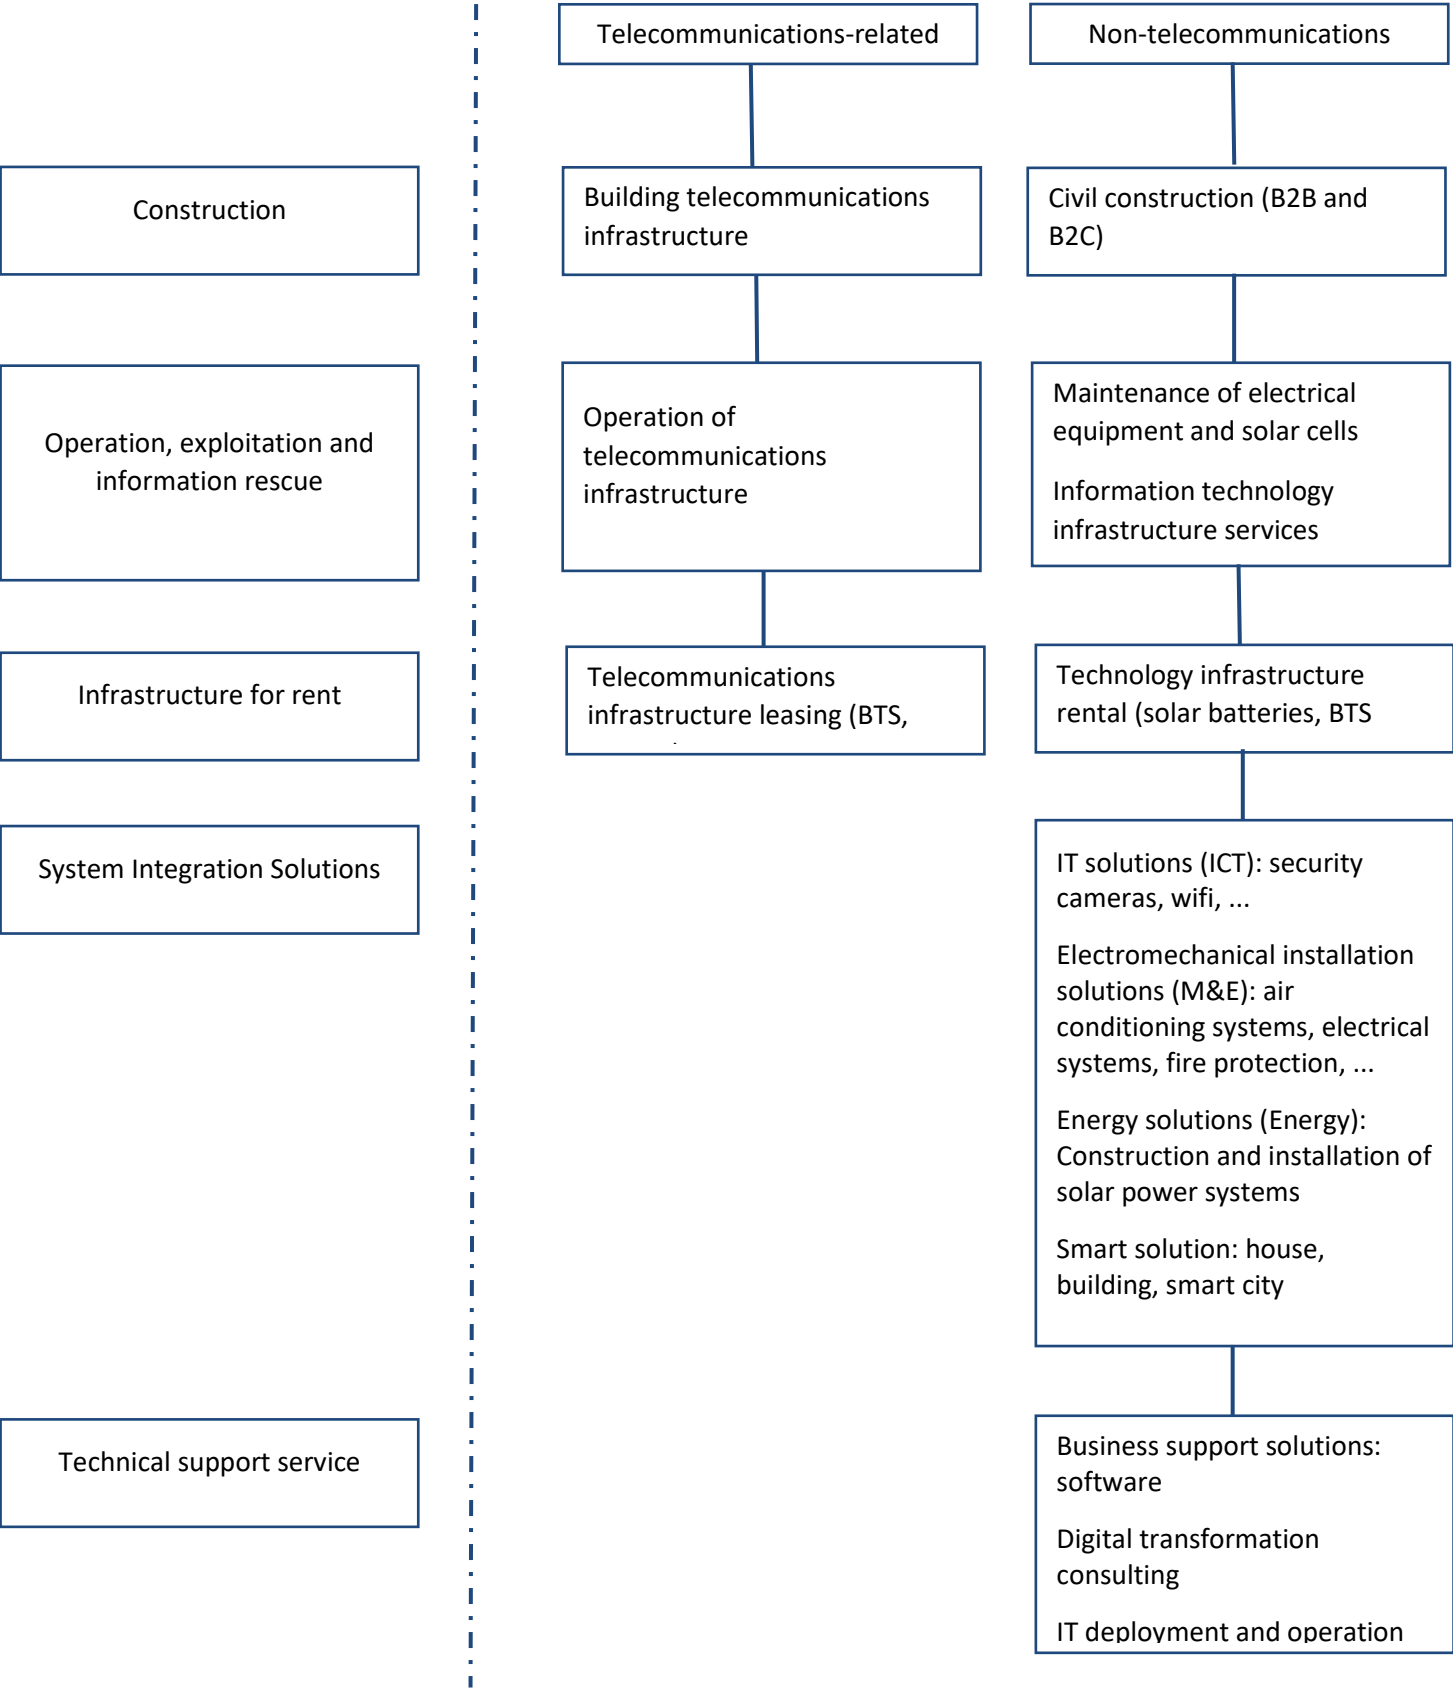 Telecommunications-related
Non-telecommunications
Construction
Building telecommunications
infrastructure
Civil construction (B2B and
B2C)
Operation, exploitation and
information rescue
Operation of
telecommunications
infrastructure
Maintenance of electrical
equipment and solar cells
Information technology
infrastructure services
Infrastructure for rent
Telecommunications
infrastructure leasing (BTS,
Technology infrastructure
rental (solar batteries, BTS
System Integration Solutions
IT solutions (ICT): security
cameras, wifi, ...
Electromechanical installation
solutions (M&E): air
conditioning systems, electrical
systems, fire protection, ...
Energy solutions (Energy):
Construction and installation of
solar power systems
Smart solution: house,
building, smart city
Technical support service
Business support solutions:
software
Digital transformation
consulting
IT deployment and operation